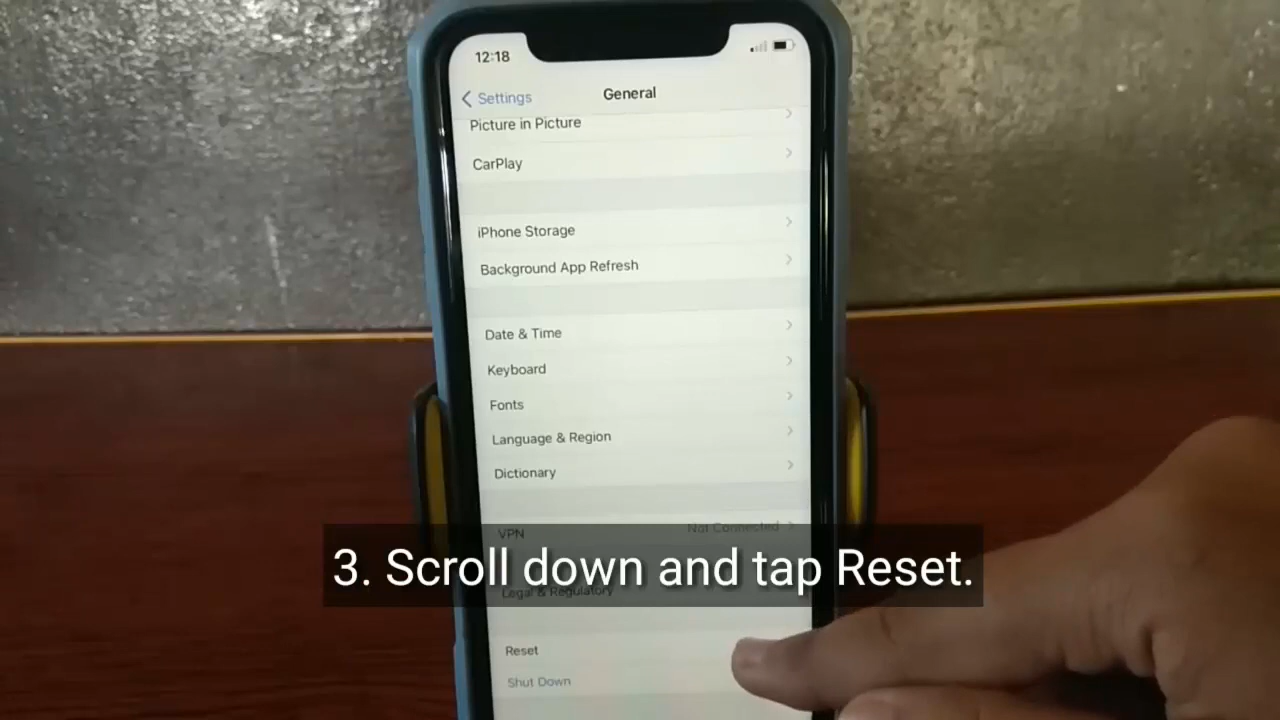 12:18
Settings
General
Picture in Picture
CarPlay
iPhone Storage
Background App Refresh
Date & Time
Keyboard
Fonts
Language & Region
Dictionary
VPN Not Connected
3. Scroll down and tap Reset.
Legal & Regulatory
Reset
Shut Down